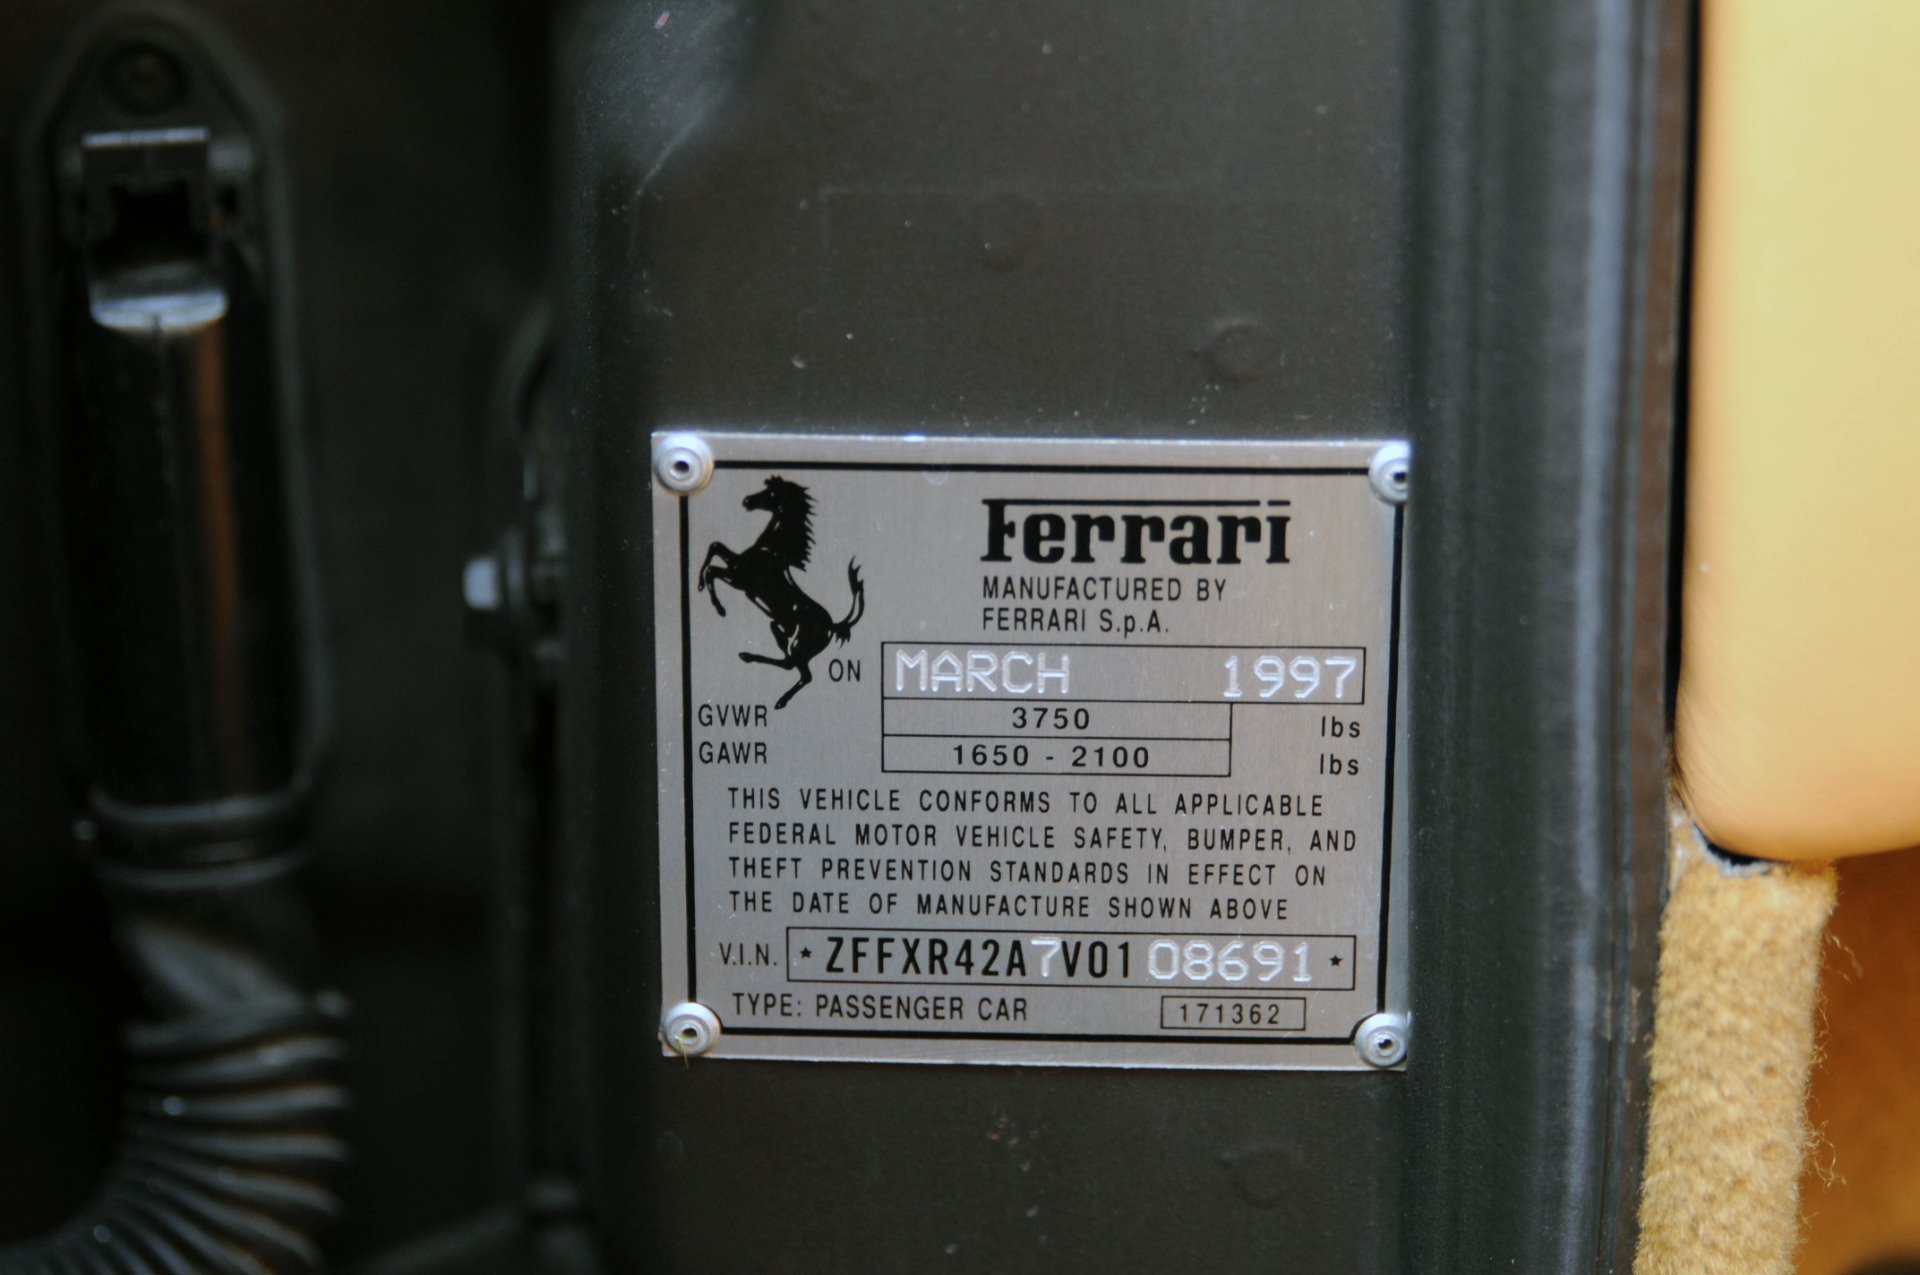 Ferrari
MANUFACTURED BY
FERRARI S.p.A.
ON MARCH 1997
GVWR 3750 lbs
GAWR 1650 - 2100 lbs
THIS VEHICLE CONFORMS TO ALL APPLICABLE
FEDERAL MOTOR VEHICLE SAFETY, BUMPER, AND
THEFT PREVENTION STANDARDS IN EFFECT ON
THE DATE OF MANUFACTURE SHOWN ABOVE
V.I.N. ★ ZFFXR42A7V0108691 ★
TYPE: PASSENGER CAR 171362